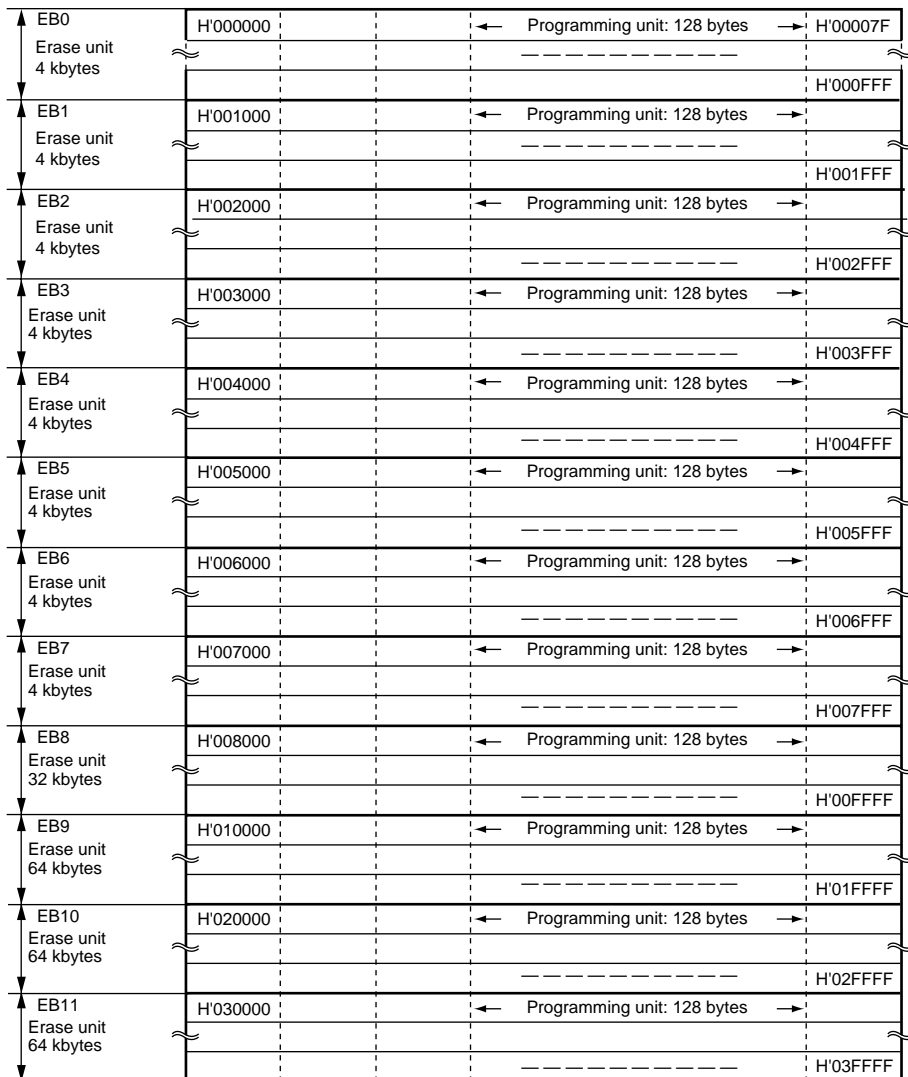 EB0
Erase unit
4 kbytes
H'000000 ← Programming unit: 128 bytes → H'00007F
H'000FFF
EB1
Erase unit
4 kbytes
H'001000 ← Programming unit: 128 bytes →
H'001FFF
EB2
Erase unit
4 kbytes
H'002000 ← Programming unit: 128 bytes →
H'002FFF
EB3
Erase unit
4 kbytes
H'003000 ← Programming unit: 128 bytes →
H'003FFF
EB4
Erase unit
4 kbytes
H'004000 ← Programming unit: 128 bytes →
H'004FFF
EB5
Erase unit
4 kbytes
H'005000 ← Programming unit: 128 bytes →
H'005FFF
EB6
Erase unit
4 kbytes
H'006000 ← Programming unit: 128 bytes →
H'006FFF
EB7
Erase unit
4 kbytes
H'007000 ← Programming unit: 128 bytes →
H'007FFF
EB8
Erase unit
32 kbytes
H'008000 ← Programming unit: 128 bytes →
H'00FFFF
EB9
Erase unit
64 kbytes
H'010000 ← Programming unit: 128 bytes →
H'01FFFF
EB10
Erase unit
64 kbytes
H'020000 ← Programming unit: 128 bytes →
H'02FFFF
EB11
Erase unit
64 kbytes
H'030000 ← Programming unit: 128 bytes →
H'03FFFF